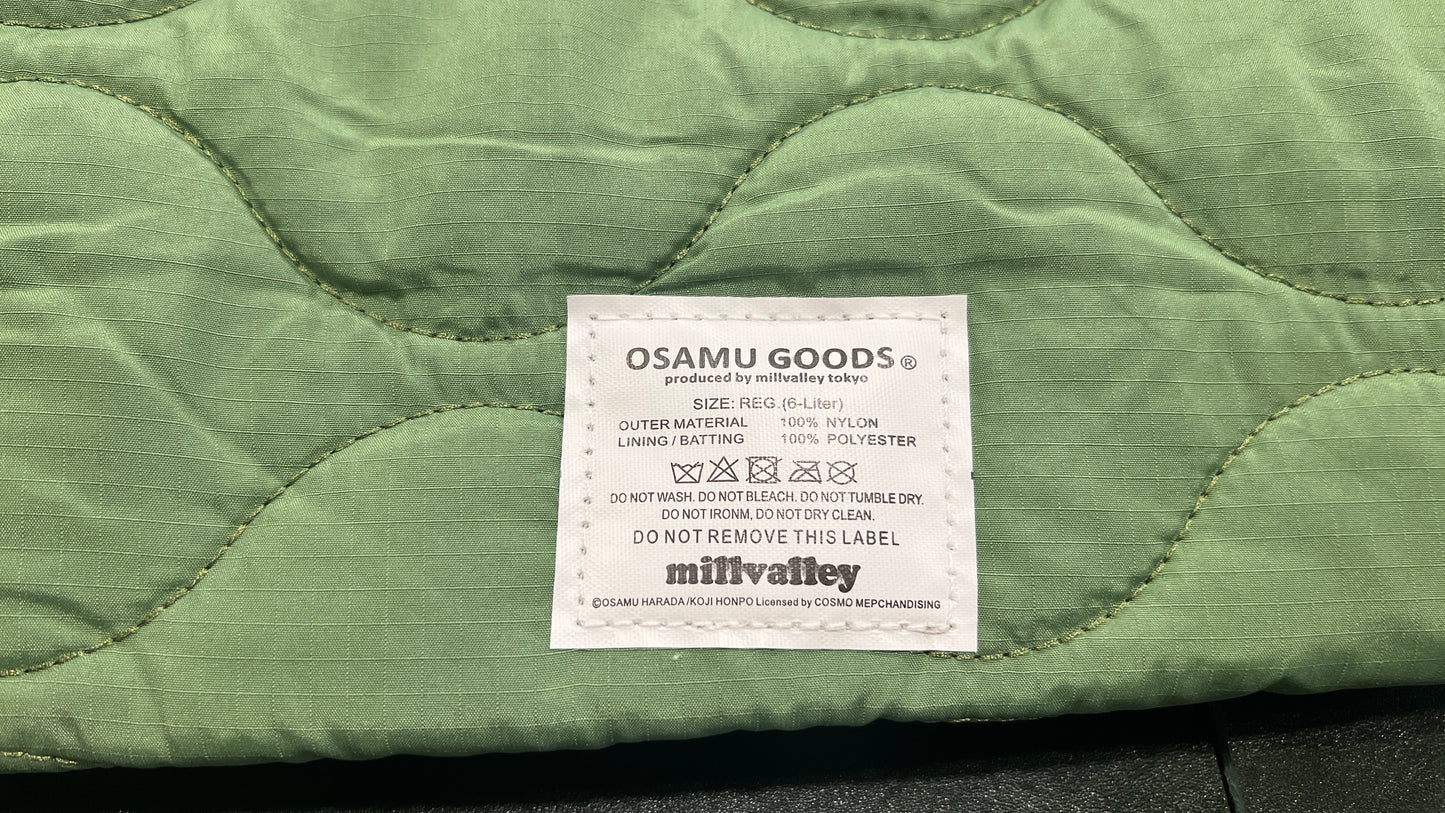 OSAMU GOODS®
produced by millvalley tokyo
SIZE: REG.(6-Liter)
OUTER MATERIAL 100% NYLON
LINING / BATTING 100% POLYESTER
DO NOT WASH. DO NOT BLEACH. DO NOT TUMBLE DRY.
DO NOT IRONM, DO NOT DRY CLEAN.
DO NOT REMOVE THIS LABEL
millvalley
©OSAMU HARADA/KOJI HONPO Licensed by COSMO MEPCHANDISING